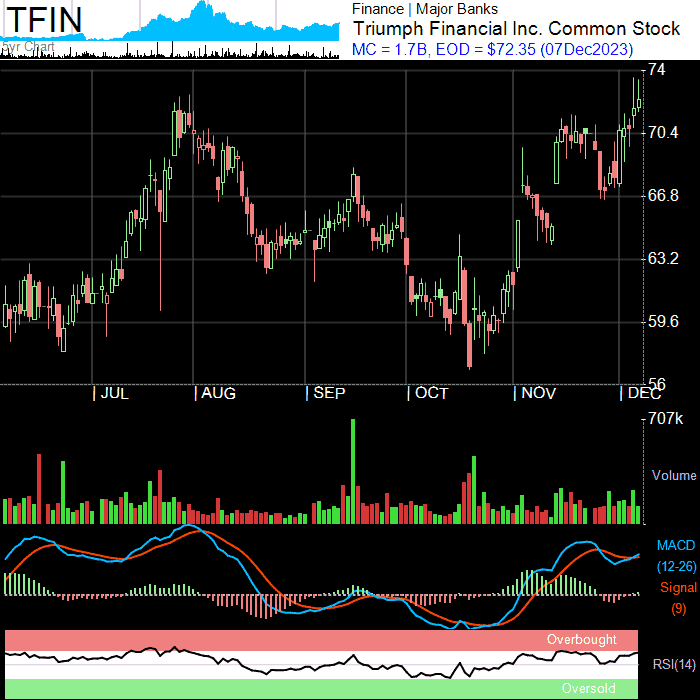 TFIN
5yr Chart
Finance | Major Banks
Triumph Financial Inc. Common Stock
MC = 1.7B, EOD = $72.35 (07Dec2023)
74
70.4
66.8
63.2
59.6
56
JUL AUG SEP OCT NOV DEC
707k
Volume
MACD
(12-26)
Signal
(9)
Overbought
RSI(14)
Oversold